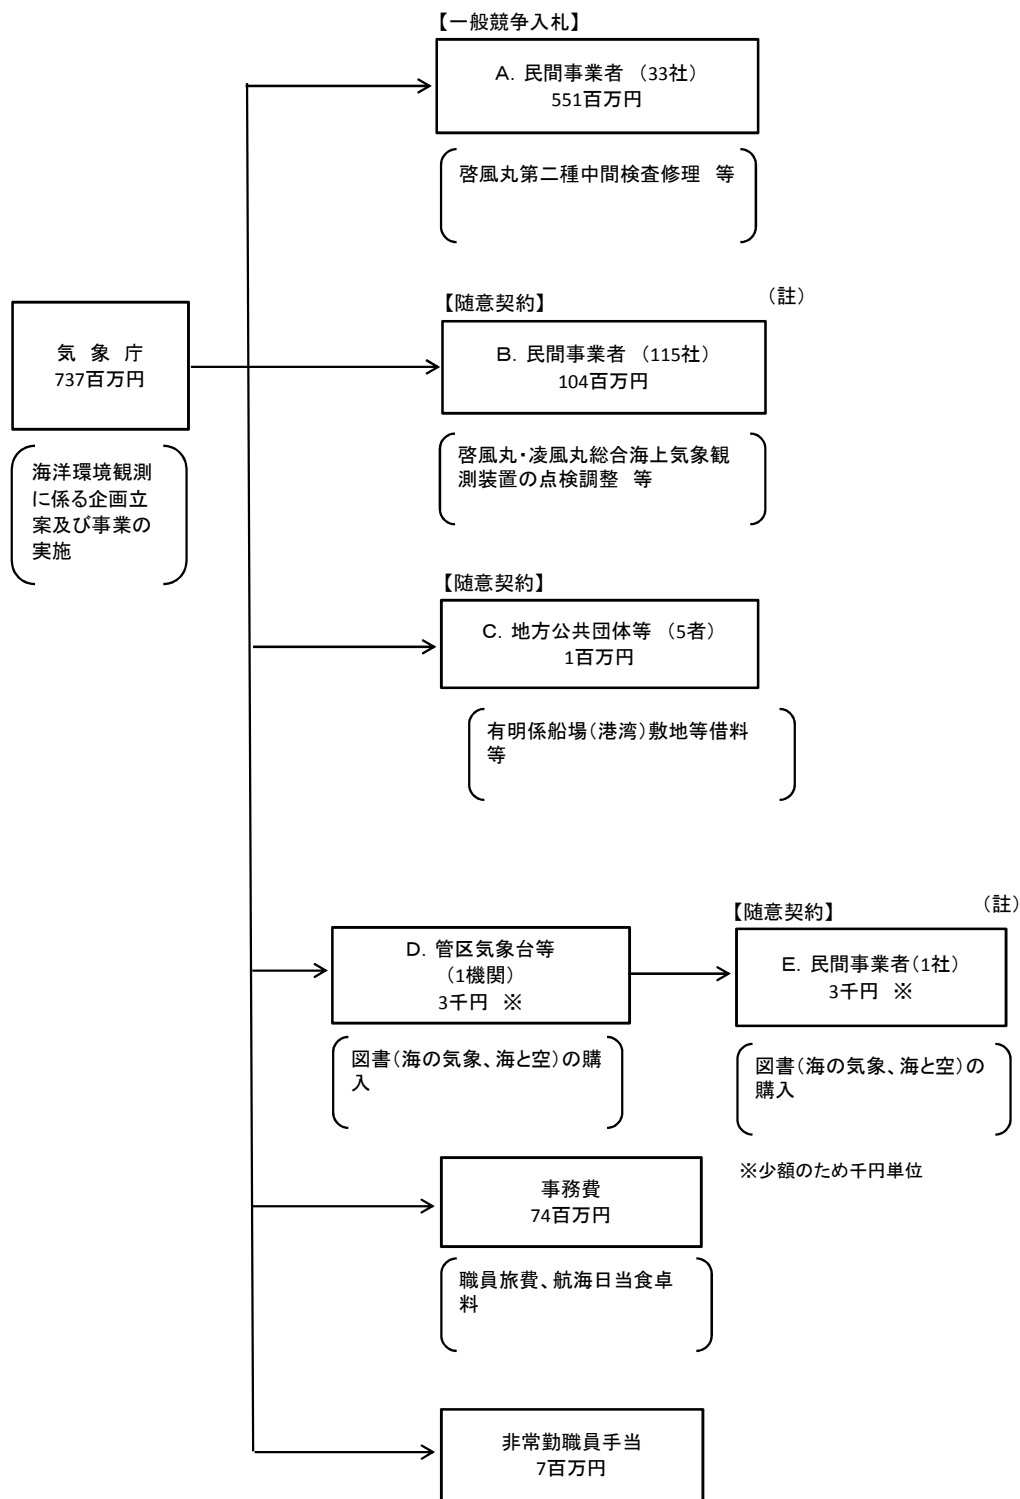 【一般競争入札】
A. 民間事業者 （33社）
551百万円
啓風丸第二種中間検査修理 等
気 象 庁
737百万円
海洋環境観測
に係る企画立
案及び事業の
実施
【随意契約】
（註）
B. 民間事業者 （115社）
104百万円
啓風丸・凌風丸総合海上気象観
測装置の点検調整 等
【随意契約】
C. 地方公共団体等 （5者）
1百万円
有明係船場（港湾）敷地等借料
等
D. 管区気象台等
（1機関）
3千円 ※
図書（海の気象、海と空）の購
入
【随意契約】
（註）
E. 民間事業者（1社）
3千円 ※
図書（海の気象、海と空）の
購入
※少額のため千円単位
事務費
74百万円
職員旅費、航海日当食卓
料
非常勤職員手当
7百万円